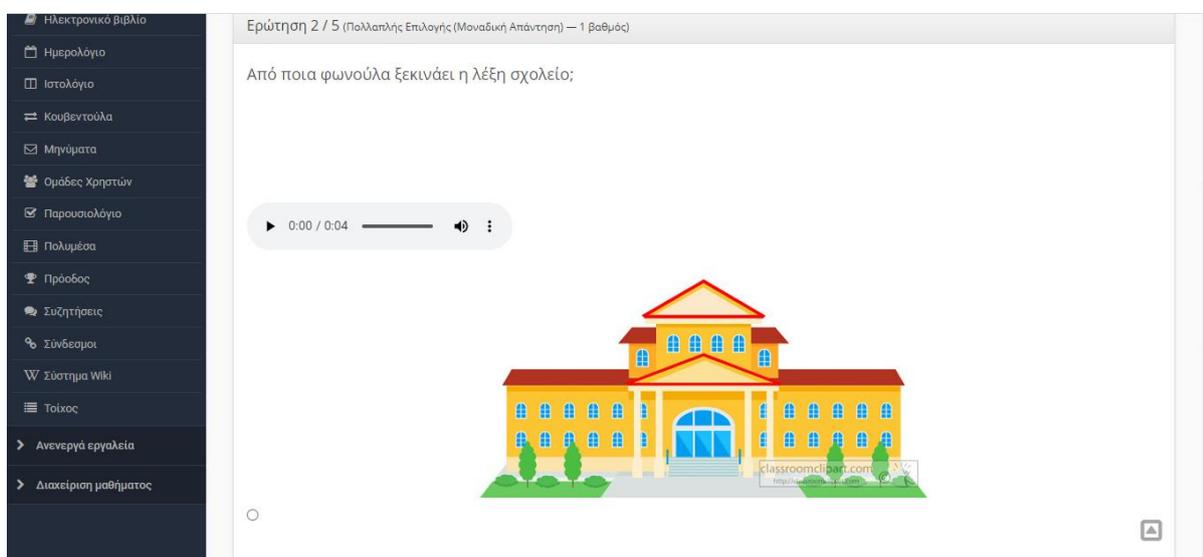 Ηλεκτρονικό βιβλίο
Ημερολόγιο
Ιστολόγιο
Κουβεντούλα
Μηνύματα
Ομάδες Χρηστών
Παρουσιολόγιο
Πολυμέσα
Πρόοδος
Συζητήσεις
Σύνδεσμοι
Σύστημα Wiki
Τοίχος
Ανενεργά εργαλεία
Διαχείριση μαθήματος
Ερώτηση 2 / 5 (Πολλαπλής Επιλογής (Μοναδική Απάντηση) — 1 βαθμός)
Από ποια φωνούλα ξεκινάει η λέξη σχολείο;
0:00 / 0:04
classroomclipart.com